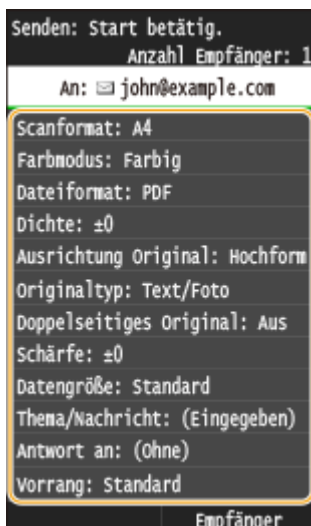 Senden: Start betätig.
Anzahl Empfänger: 1
An: john@example.com
Scanformat: A4
Farbmodus: Farbig
Dateiformat: PDF
Dichte: ±0
Ausrichtung Original: Hochform
Originaltyp: Text/Foto
Doppelseitiges Original: Aus
Schärfe: ±0
Datengröße: Standard
Thema/Nachricht: (Eingegeben)
Antwort an: (Ohne)
Vorrang: Standard
Empfänger